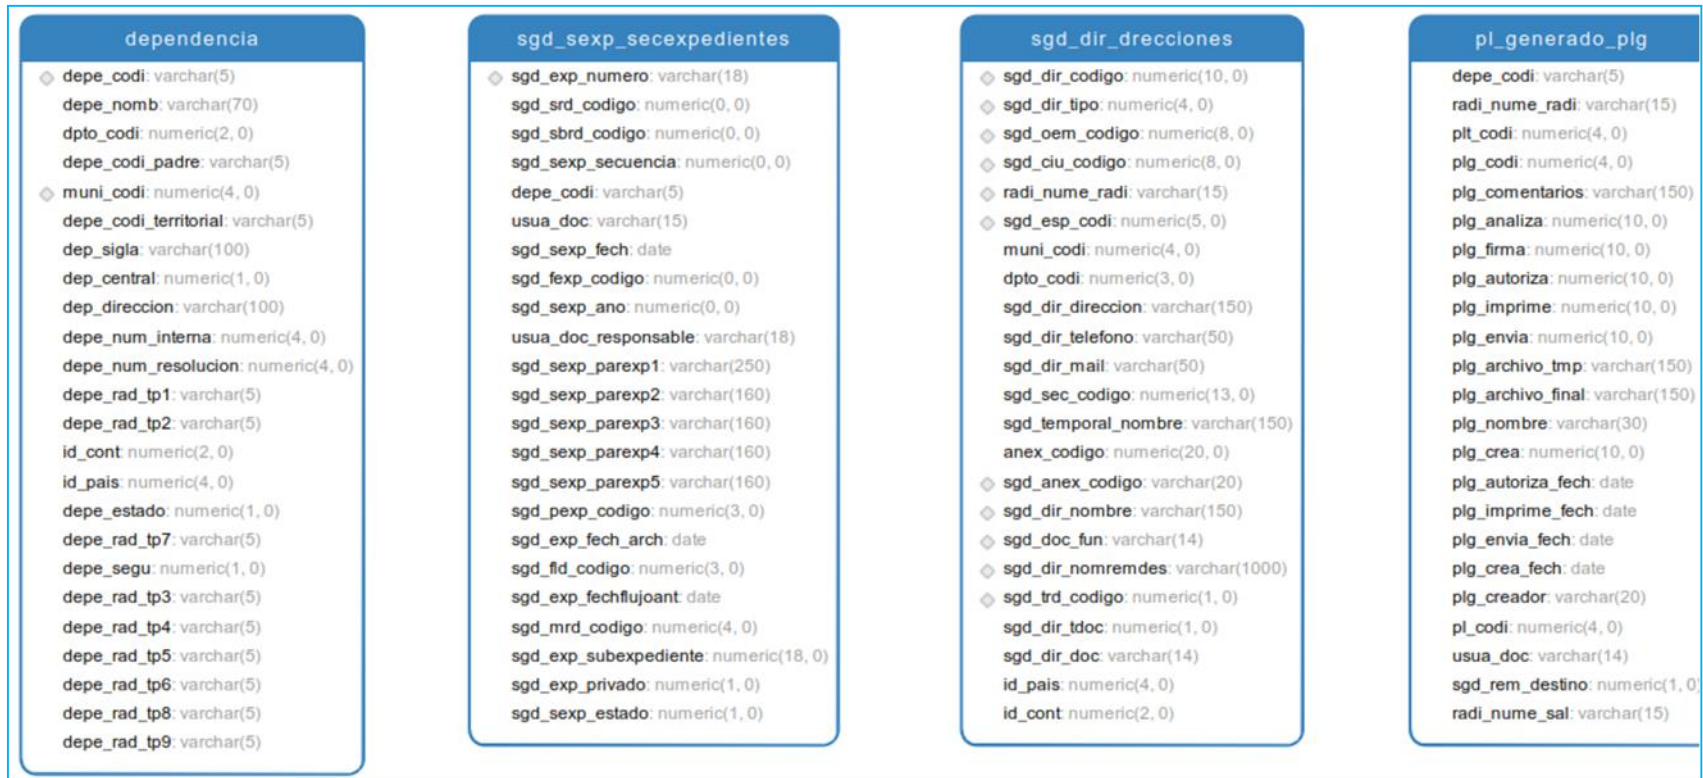 dependencia
depe_codi: varchar(5)
depe_nomb: varchar(70)
dpto_codi: numeric(2, 0)
depe_codi_padre: varchar(5)
muni_codi: numeric(4, 0)
depe_codi_territorial: varchar(5)
dep_sigla: varchar(100)
dep_central: numeric(1, 0)
dep_direccion: varchar(100)
depe_num_interna: numeric(4, 0)
depe_num_resolucion: numeric(4, 0)
depe_rad_tp1: varchar(5)
depe_rad_tp2: varchar(5)
id_cont: numeric(2, 0)
id_pais: numeric(4, 0)
depe_estado: numeric(1, 0)
depe_rad_tp7: varchar(5)
depe_segu: numeric(1, 0)
depe_rad_tp3: varchar(5)
depe_rad_tp4: varchar(5)
depe_rad_tp5: varchar(5)
depe_rad_tp6: varchar(5)
depe_rad_tp8: varchar(5)
depe_rad_tp9: varchar(5)
sgd_sexp_secexpedientes
sgd_exp_numero: varchar(18)
sgd_srd_codigo: numeric(0, 0)
sgd_sbrd_codigo: numeric(0, 0)
sgd_sexp_secuencia: numeric(0, 0)
depe_codi: varchar(5)
usua_doc: varchar(15)
sgd_sexp_fech: date
sgd_fexp_codigo: numeric(0, 0)
sgd_sexp_ano: numeric(0, 0)
usua_doc_responsable: varchar(18)
sgd_sexp_parexp1: varchar(250)
sgd_sexp_parexp2: varchar(160)
sgd_sexp_parexp3: varchar(160)
sgd_sexp_parexp4: varchar(160)
sgd_sexp_parexp5: varchar(160)
sgd_pexp_codigo: numeric(3, 0)
sgd_exp_fech_arch: date
sgd_fld_codigo: numeric(3, 0)
sgd_exp_fechflujoant: date
sgd_mrd_codigo: numeric(4, 0)
sgd_exp_subexpediente: numeric(18, 0)
sgd_exp_privado: numeric(1, 0)
sgd_sexp_estado: numeric(1, 0)
sgd_dir_drecciones
sgd_dir_codigo: numeric(10, 0)
sgd_dir_tipo: numeric(4, 0)
sgd_oem_codigo: numeric(8, 0)
sgd_ciu_codigo: numeric(8, 0)
radi_nume_radi: varchar(15)
sgd_esp_codi: numeric(5, 0)
muni_codi: numeric(4, 0)
dpto_codi: numeric(3, 0)
sgd_dir_direccion: varchar(150)
sgd_dir_telefono: varchar(50)
sgd_dir_mail: varchar(50)
sgd_sec_codigo: numeric(13, 0)
sgd_temporal_nombre: varchar(150)
anex_codigo: numeric(20, 0)
sgd_anex_codigo: varchar(20)
sgd_dir_nombre: varchar(150)
sgd_doc_fun: varchar(14)
sgd_dir_nomremdes: varchar(1000)
sgd_trd_codigo: numeric(1, 0)
sgd_dir_tdoc: numeric(1, 0)
sgd_dir_doc: varchar(14)
id_pais: numeric(4, 0)
id_cont: numeric(2, 0)
pl_generado_plg
depe_codi: varchar(5)
radi_nume_radi: varchar(15)
plt_codi: numeric(4, 0)
plg_codi: numeric(4, 0)
plg_comentarios: varchar(150)
plg_analiza: numeric(10, 0)
plg_firma: numeric(10, 0)
plg_autoriza: numeric(10, 0)
plg_imprime: numeric(10, 0)
plg_envia: numeric(10, 0)
plg_archivo_tmp: varchar(150)
plg_archivo_final: varchar(150)
plg_nombre: varchar(30)
plg_crea: numeric(10, 0)
plg_autoriza_fech: date
plg_imprime_fech: date
plg_envia_fech: date
plg_crea_fech: date
plg_creador: varchar(20)
pl_codi: numeric(4, 0)
usua_doc: varchar(14)
sgd_rem_destino: numeric(1, 0)
radi_nume_sal: varchar(15)